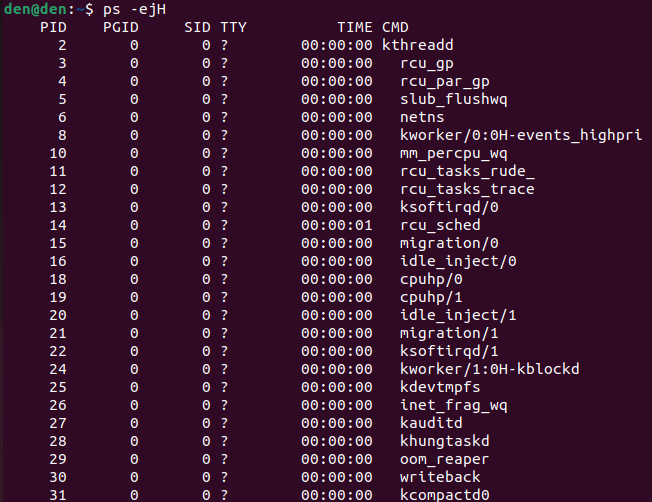 den@den:~$ ps -ejH
    PID    PGID     SID TTY          TIME CMD
      2       0       0 ?        00:00:00 kthreadd
      3       0       0 ?        00:00:00   rcu_gp
      4       0       0 ?        00:00:00   rcu_par_gp
      5       0       0 ?        00:00:00   slub_flushwq
      6       0       0 ?        00:00:00   netns
      8       0       0 ?        00:00:00   kworker/0:0H-events_highpri
     10       0       0 ?        00:00:00   mm_percpu_wq
     11       0       0 ?        00:00:00   rcu_tasks_rude_
     12       0       0 ?        00:00:00   rcu_tasks_trace
     13       0       0 ?        00:00:00   ksoftirqd/0
     14       0       0 ?        00:00:01   rcu_sched
     15       0       0 ?        00:00:00   migration/0
     16       0       0 ?        00:00:00   idle_inject/0
     18       0       0 ?        00:00:00   cpuhp/0
     19       0       0 ?        00:00:00   cpuhp/1
     20       0       0 ?        00:00:00   idle_inject/1
     21       0       0 ?        00:00:00   migration/1
     22       0       0 ?        00:00:00   ksoftirqd/1
     24       0       0 ?        00:00:00   kworker/1:0H-kblockd
     25       0       0 ?        00:00:00   kdevtmpfs
     26       0       0 ?        00:00:00   inet_frag_wq
     27       0       0 ?        00:00:00   kauditd
     28       0       0 ?        00:00:00   khungtaskd
     29       0       0 ?        00:00:00   oom_reaper
     30       0       0 ?        00:00:00   writeback
     31       0       0 ?        00:00:00   kcompactd0